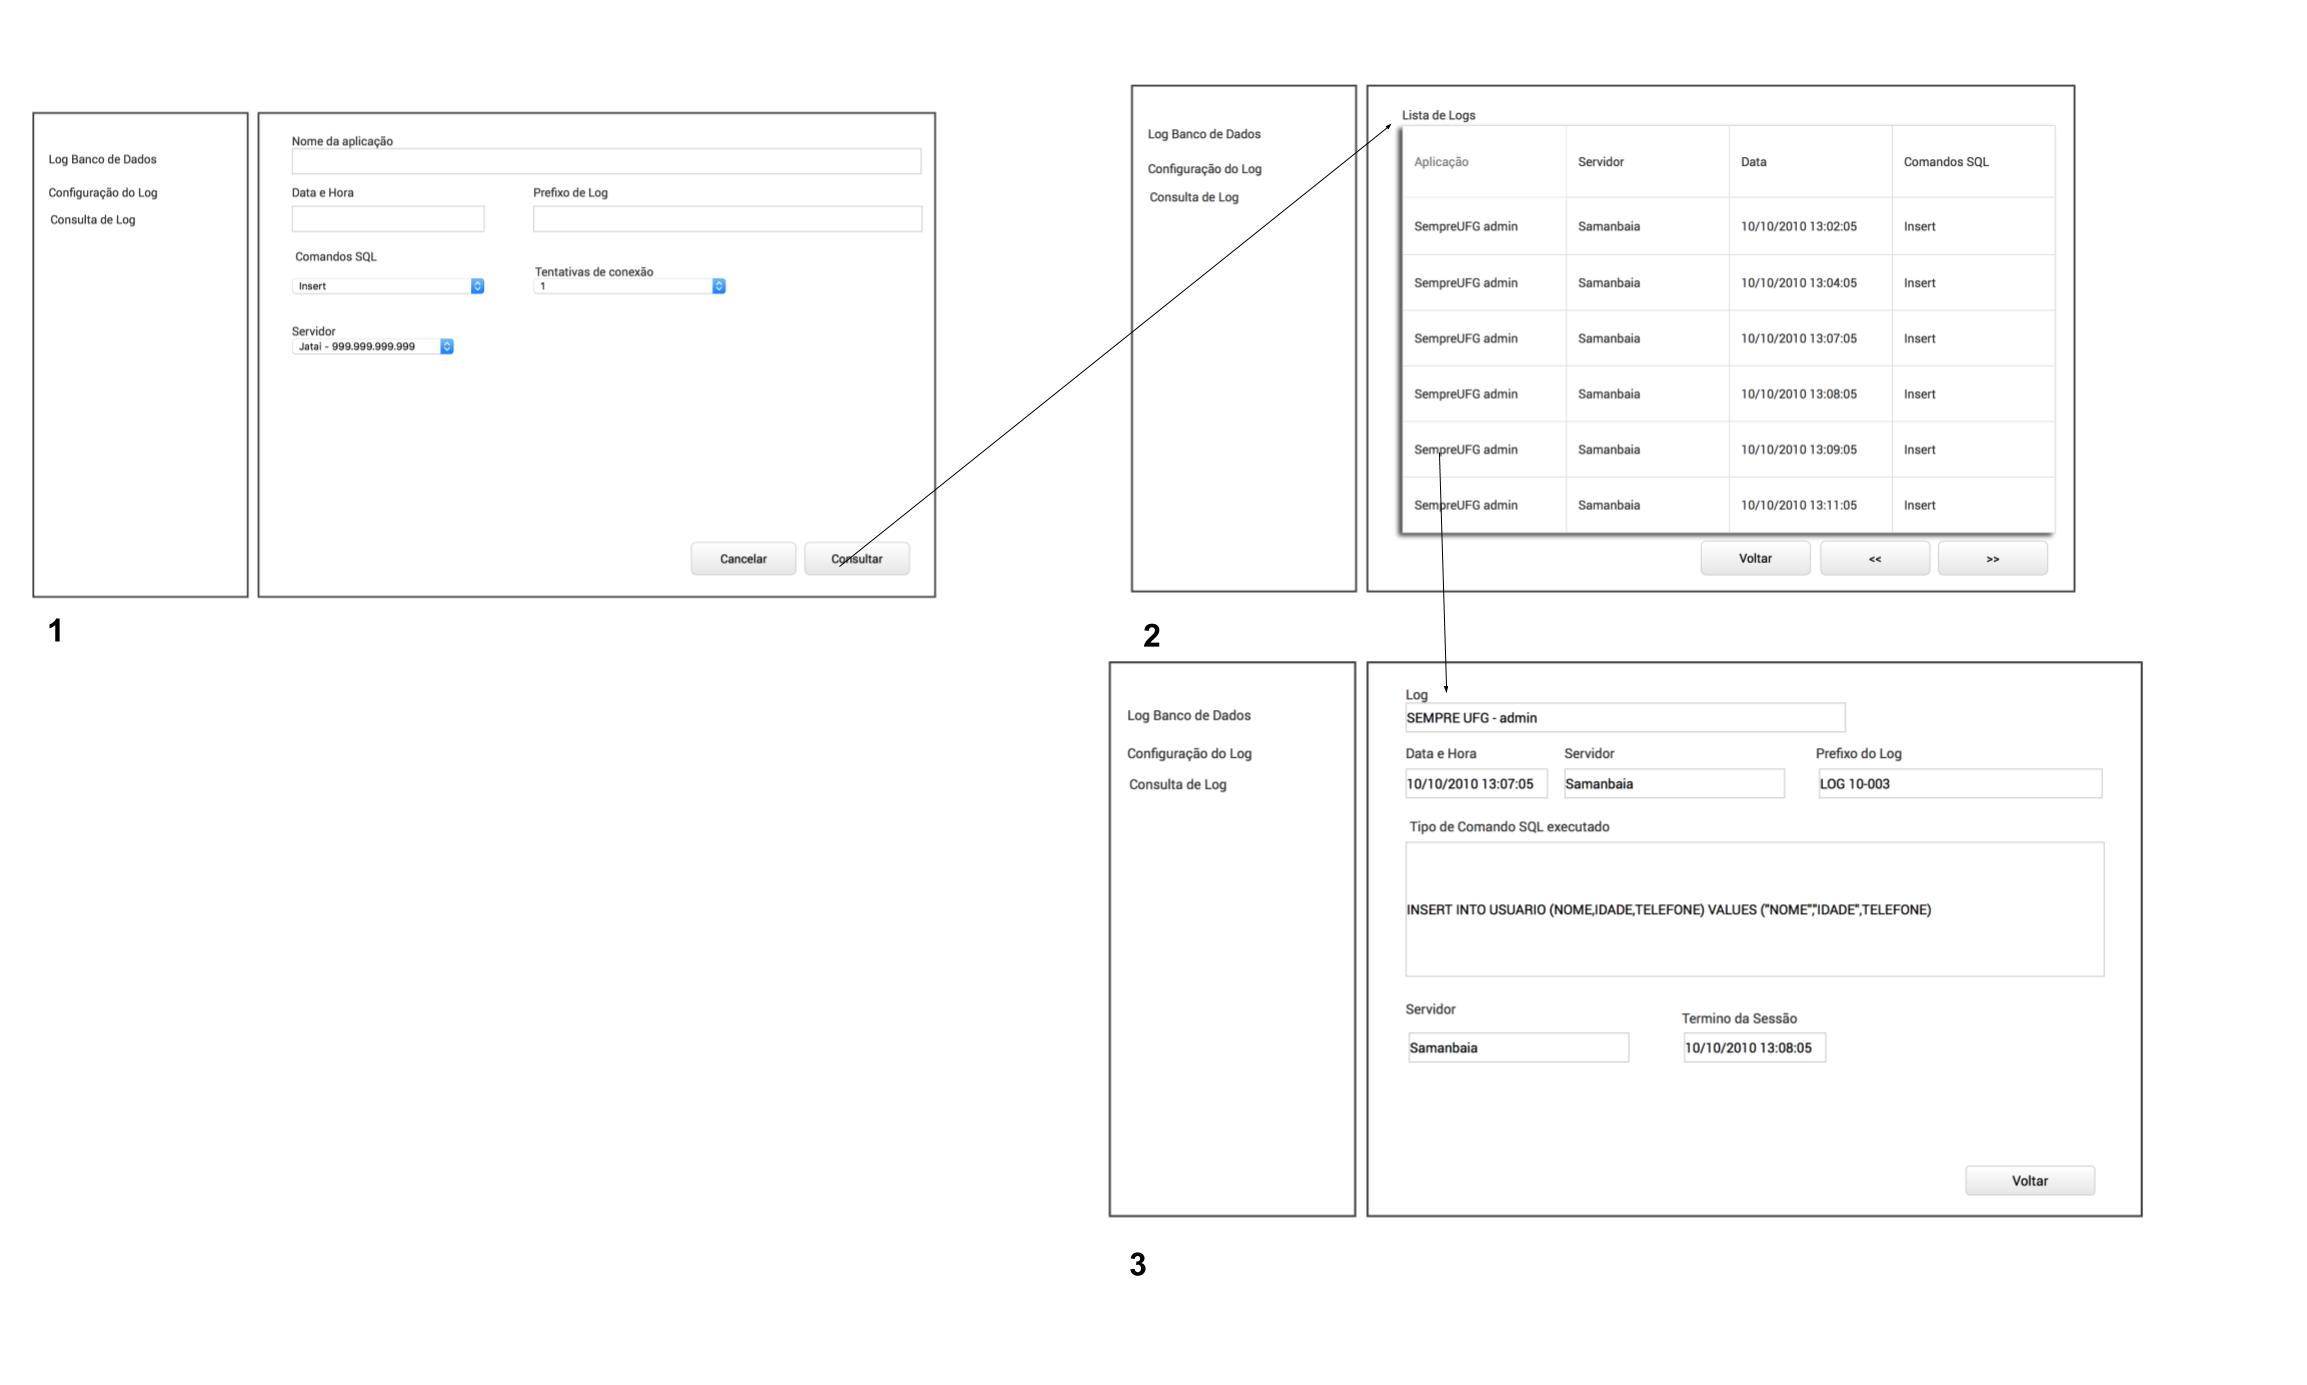 Log Banco de Dados
Configuração do Log
Consulta de Log
Nome da aplicação
Data e Hora Prefixo de Log
Comandos SQL
Tentativas de conexão
Insert 1
Servidor
Jatai - 999.999.999.999
Cancelar Consultar
1
Log Banco de Dados
Configuração do Log
Consulta de Log
Lista de Logs
Aplicação Servidor Data Comandos SQL
SempreUFG admin Samanbaia 10/10/2010 13:02:05 Insert
SempreUFG admin Samanbaia 10/10/2010 13:04:05 Insert
SempreUFG admin Samanbaia 10/10/2010 13:07:05 Insert
SempreUFG admin Samanbaia 10/10/2010 13:08:05 Insert
SempreUFG admin Samanbaia 10/10/2010 13:09:05 Insert
SempreUFG admin Samanbaia 10/10/2010 13:11:05 Insert
Voltar << >>
2
Log Banco de Dados
Configuração do Log
Consulta de Log
Log
SEMPRE UFG - admin
Data e Hora Servidor Prefixo do Log
10/10/2010 13:07:05 Samanbaia LOG 10-003
Tipo de Comando SQL executado
INSERT INTO USUARIO (NOME,IDADE,TELEFONE) VALUES ("NOME","IDADE",TELEFONE)
Servidor
Termino da Sessão
Samanbaia 10/10/2010 13:08:05
Voltar
3